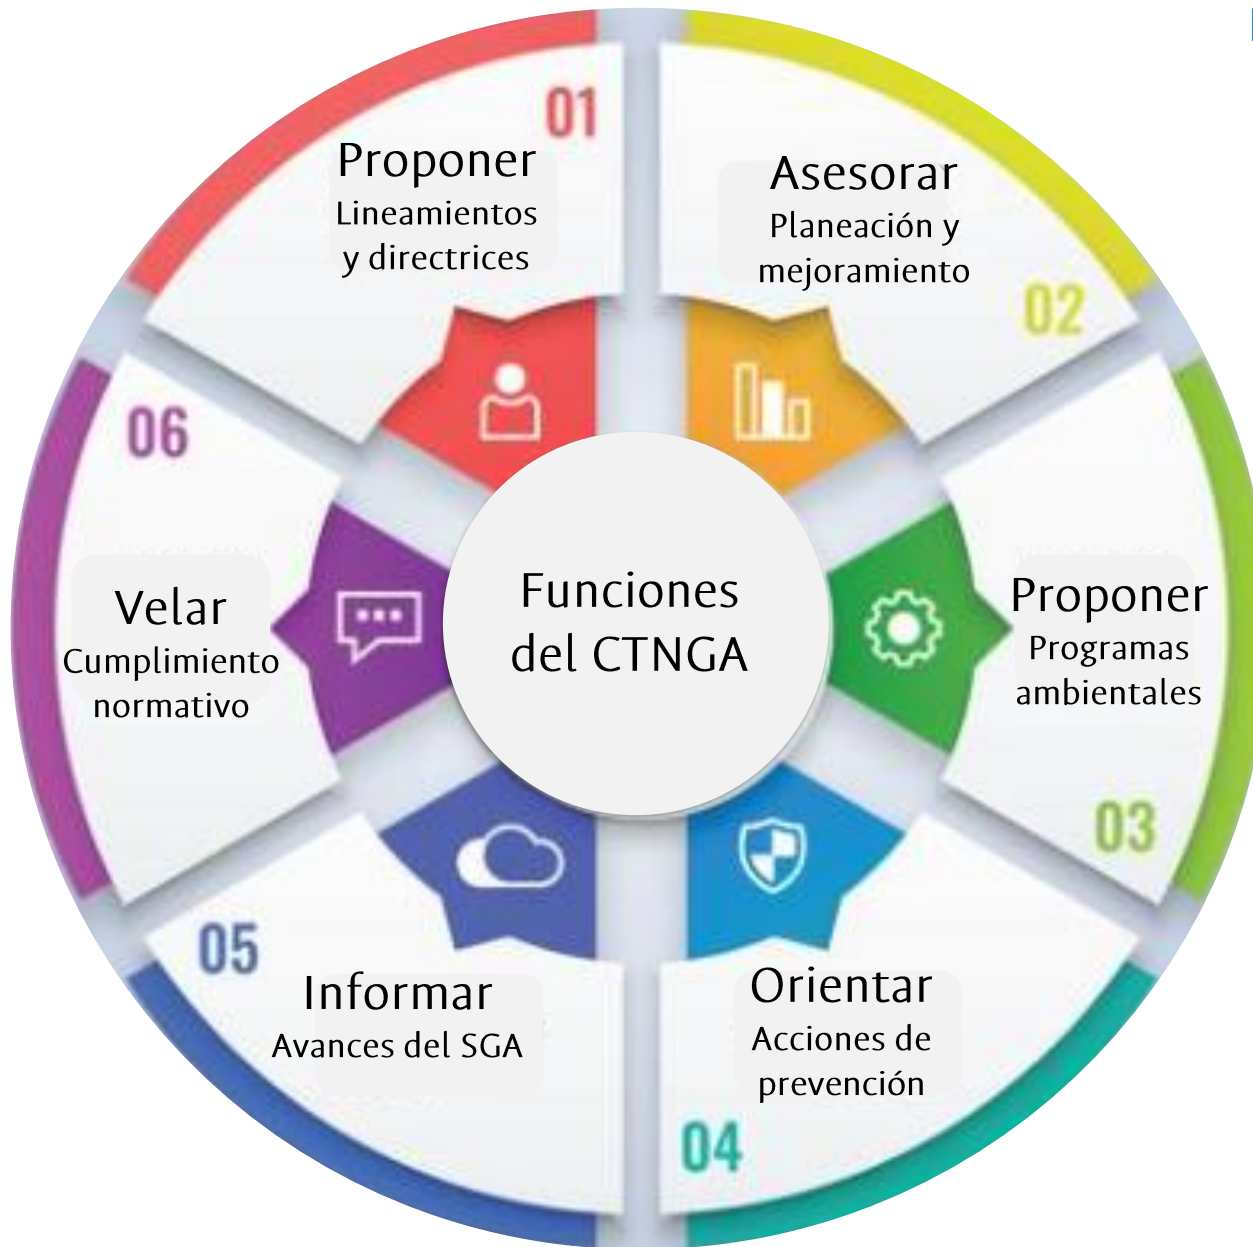 Funciones
del CTNGA
01
Proponer
Lineamientos
y directrices
Asesorar
Planeación y
mejoramiento
02
Proponer
Programas
ambientales
03
Orientar
Acciones de
prevención
04
05
Informar
Avances del SGA
06
Velar
Cumplimiento
normativo